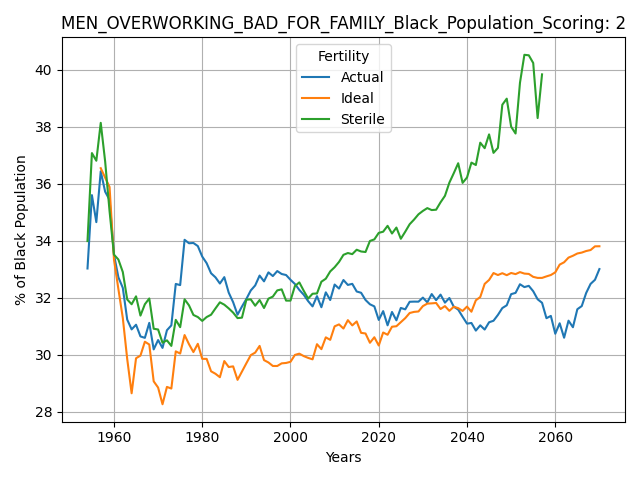 MEN_OVERWORKING_BAD_FOR_FAMILY_Black_Population_Scoring: 2
Fertility
Actual
Ideal
Sterile
% of Black Population
40
38
36
34
32
30
28
1960
1980
2000
2020
2040
2060
Years